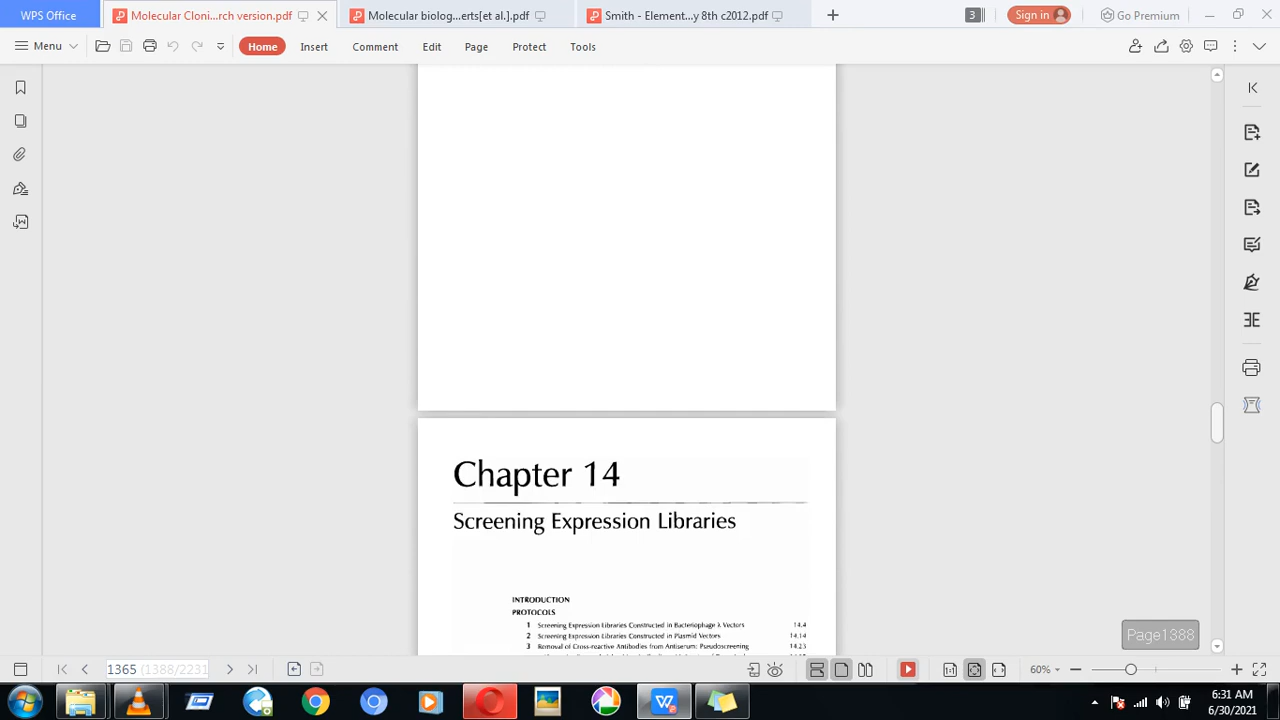 WPS Office
Molecular Cloni...rch version.pdf
Molecular biolog...erts[et al.].pdf
Smith - Element...y 8th c2012.pdf
3
Sign in
Go Premium
Menu
Home
Insert
Comment
Edit
Page
Protect
Tools
Chapter 14
Screening Expression Libraries
INTRODUCTION
PROTOCOLS
1 Screening Expression Libraries Constructed in Bacteriophage λ Vectors 14.4
2 Screening Expression Libraries Constructed in Plasmid Vectors 14.14
3 Removal of Cross-reactive Antibodies from Antiserum: Pseudoscreening 14.23
Page1388
1365 (1388/2231)
60%
6:31 AM
6/30/2021